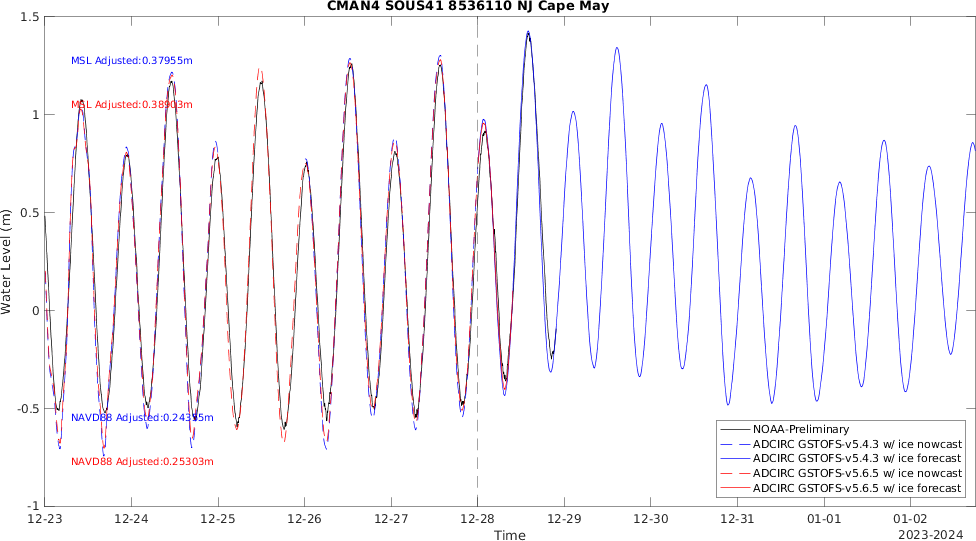 CMAN4 SOUS41 8536110 NJ Cape May
1.5
MSL Adjusted:0.37955m
MSL Adjusted:0.38903m
1
0.5
Water Level (m)
0
-0.5
NAVD88 Adjusted:0.24355m
NAVD88 Adjusted:0.25303m
NOAA-Preliminary
ADCIRC GSTOFS-v5.4.3 w/ ice nowcast
ADCIRC GSTOFS-v5.4.3 w/ ice forecast
ADCIRC GSTOFS-v5.6.5 w/ ice nowcast
ADCIRC GSTOFS-v5.6.5 w/ ice forecast
-1
12-23 12-24 12-25 12-26 12-27 12-28 12-29 12-30 12-31 01-01 01-02
Time
2023-2024